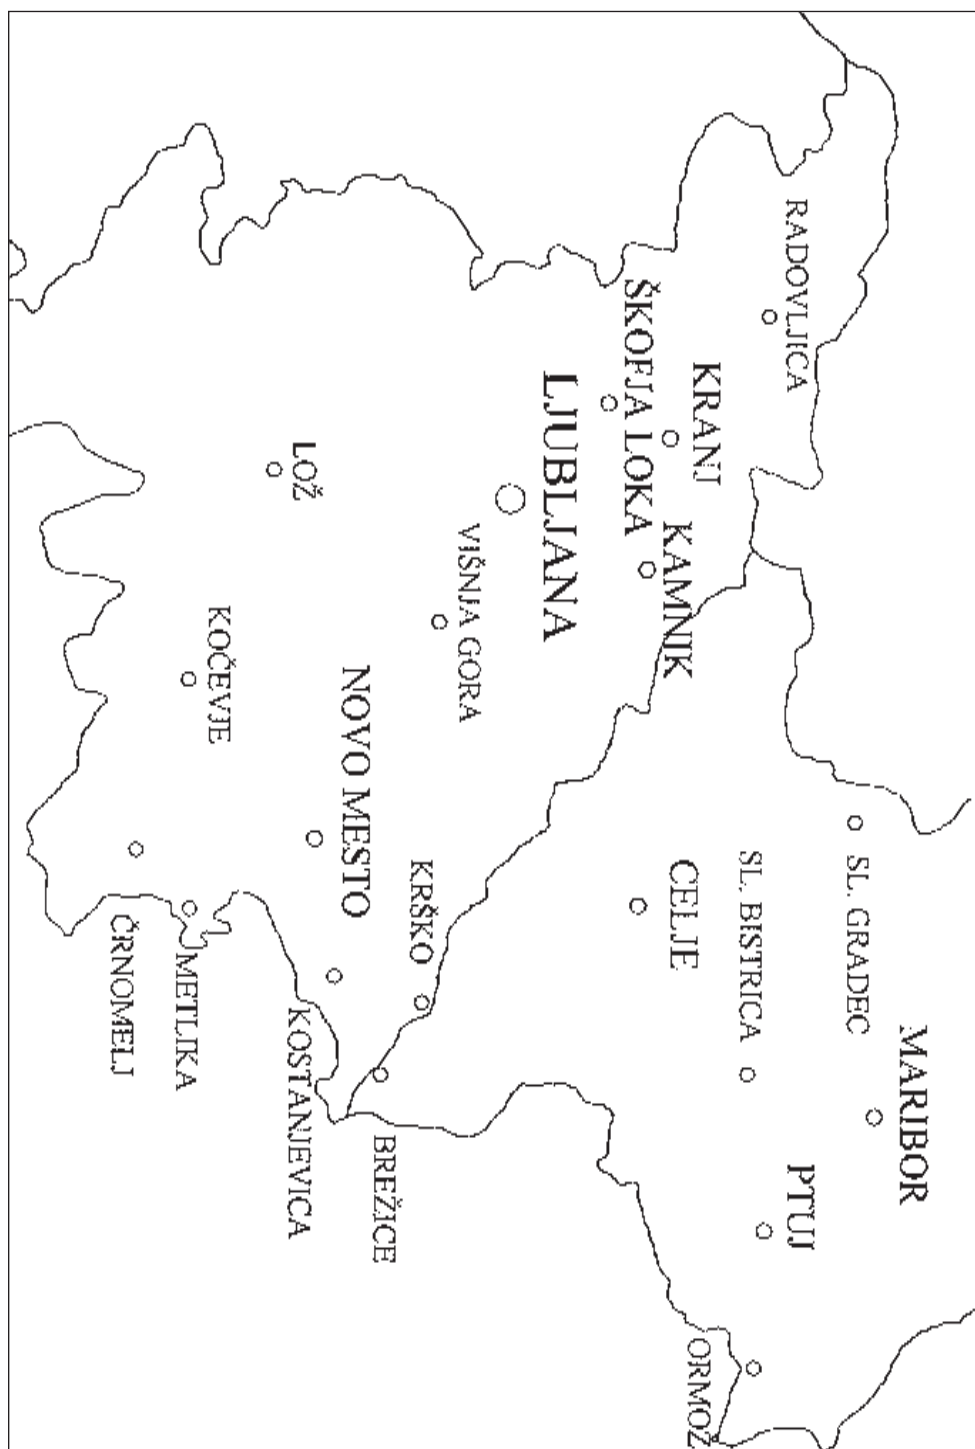 MARIBOR
SL. GRADEC
PTUJ
RADOVLJICA
SL. BISTRICA
ORMOŽ
KRANJ
CELJE
KAMNIK
ŠKOFJA LOKA
LJUBLJANA
VIŠNJA GORA
KRŠKO
BREŽICE
NOVO MESTO
LOŽ
KOSTANJEVICA
KOČEVJE
METLIKA
ČRNOMELJ